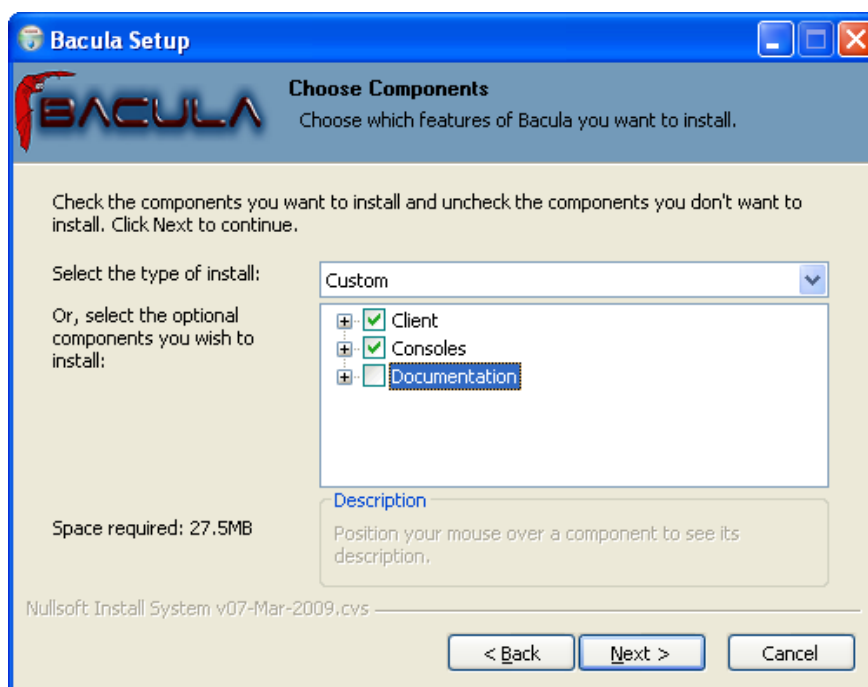 Bacula Setup
BACULA
Choose Components
Choose which features of Bacula you want to install.
Check the components you want to install and uncheck the components you don't want to
install. Click Next to continue.
Select the type of install:
Custom
Or, select the optional
components you wish to
install:
Client
Consoles
Documentation
Space required: 27.5MB
Description
Position your mouse over a component to see its
description.
Nullsoft Install System v07-Mar-2009.cvs
< Back
Next >
Cancel